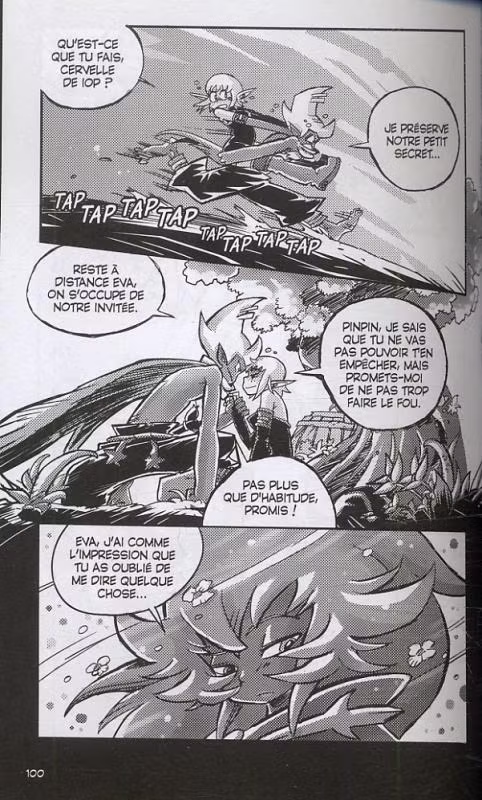 QU'EST-CE
QUE TU FAIS,
CERVELLE
DE IOP ?
JE PRÉSERVE
NOTRE PETIT
SECRET...
TAP
TAP
TAP
TAP
TAP
TAP
TAP
RESTE À
DISTANCE EVA,
ON S'OCCUPE DE
NOTRE INVITÉE.
PINPIN, JE SAIS
QUE TU NE VAS
PAS POUVOIR T'EN
EMPÊCHER, MAIS
PROMETS-MOI
DE NE PAS TROP
FAIRE LE FOU.
PAS PLUS
QUE D'HABITUDE,
PROMIS !
EVA, J'AI COMME
L'IMPRESSION QUE
TU AS OUBLIÉ DE
ME DIRE QUELQUE
CHOSE...
100